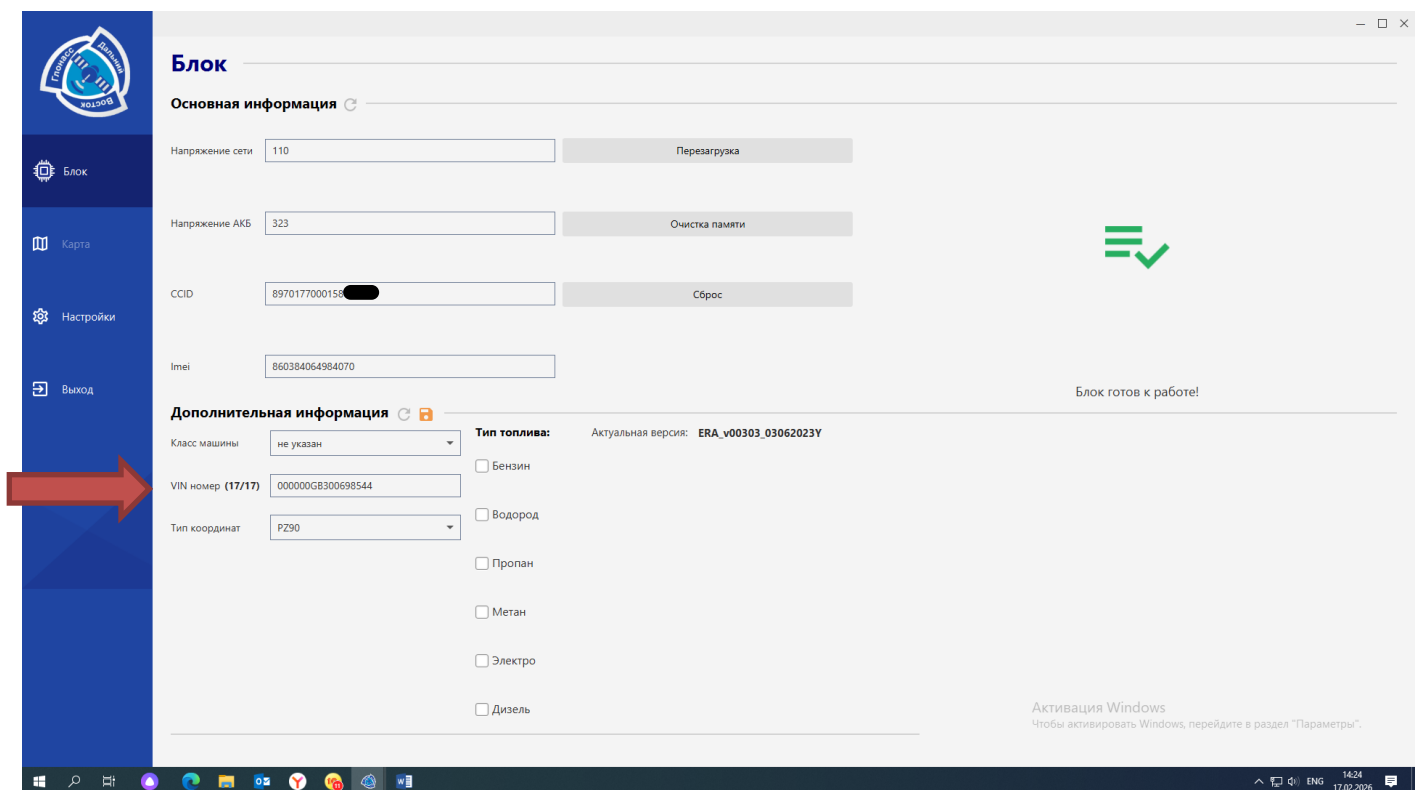 Глонасс Дальний Восток
Блок
Основная информация
Напряжение сети 110 Перезагрузка
Блок
Напряжение АКБ 323 Очистка памяти
Карта
CCID 8970177000158 Сброс
Настройки
Imei 860384064984070
Выход
Блок готов к работе!
Дополнительная информация
Класс машины не указан
Тип топлива: Актуальная версия: ERA_v00303_03062023Y
Бензин
VIN номер (17/17) 000000GB300698544
Водород
Тип координат PZ90
Пропан
Метан
Электро
Дизель
Активация Windows
Чтобы активировать Windows, перейдите в раздел "Параметры".
ENG 14:24
17.02.2026